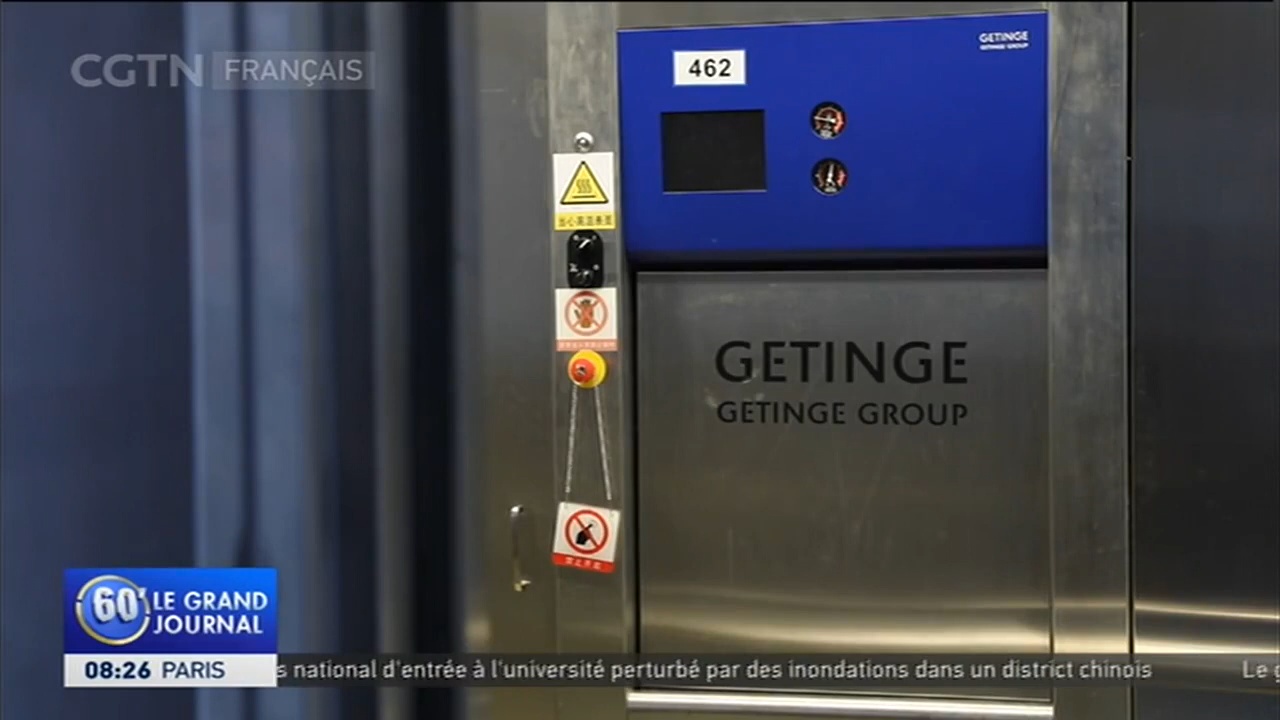 CGTN FRANÇAIS
GETINGE
GETINGE GROUP
462
GETINGE
GETINGE GROUP
60' LE GRAND
JOURNAL
08:26 PARIS
s national d'entrée à l'université perturbé par des inondations dans un district chinois
Le g